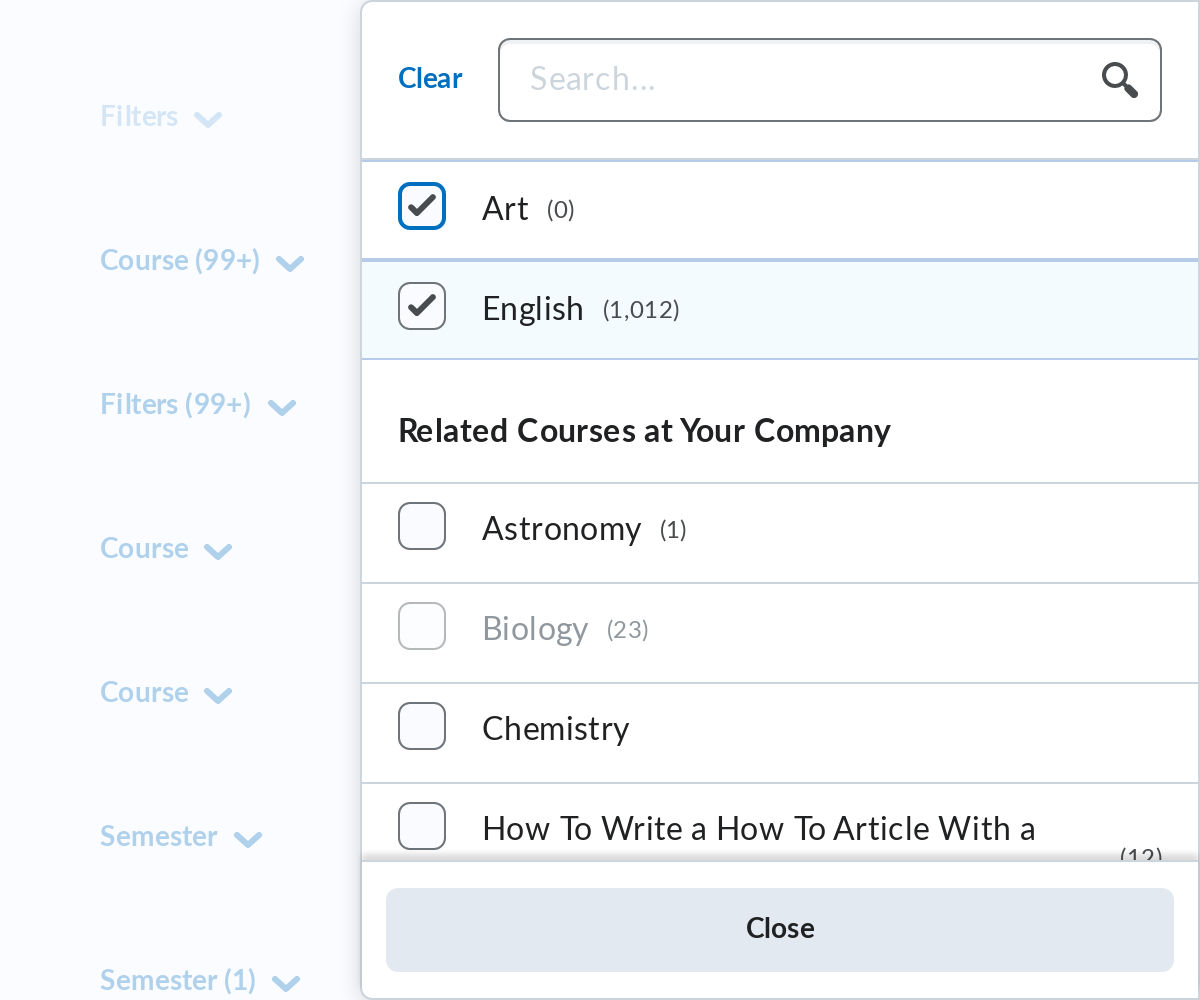 Filters
Course (99+)
Filters (99+)
Course
Course
Semester
Semester (1)
Clear
Search...
Art (0)
English (1,012)
Related Courses at Your Company
Astronomy (1)
Biology (23)
Chemistry
How To Write a How To Article With a
(12)
Close